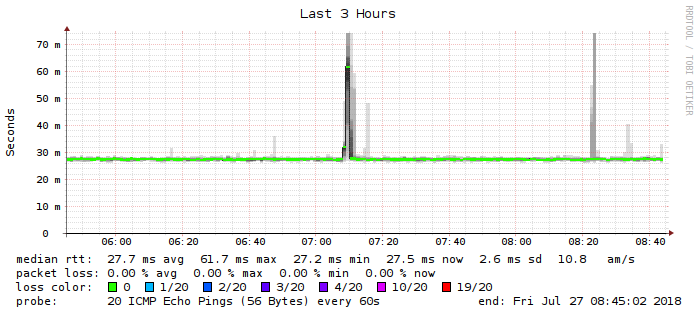 Last 3 Hours
RRDTOOL / TOBI OETIKER
Seconds
70 m
60 m
50 m
40 m
30 m
20 m
10 m
0
06:00 06:20 06:40 07:00 07:20 07:40 08:00 08:20 08:40
median rtt: 27.7 ms avg 61.7 ms max 27.2 ms min 27.5 ms now 2.6 ms sd 10.8 am/s
packet loss: 0.00 % avg 0.00 % max 0.00 % min 0.00 % now
loss color: 0 1/20 2/20 3/20 4/20 10/20 19/20
probe: 20 ICMP Echo Pings (56 Bytes) every 60s end: Fri Jul 27 08:45:02 2018